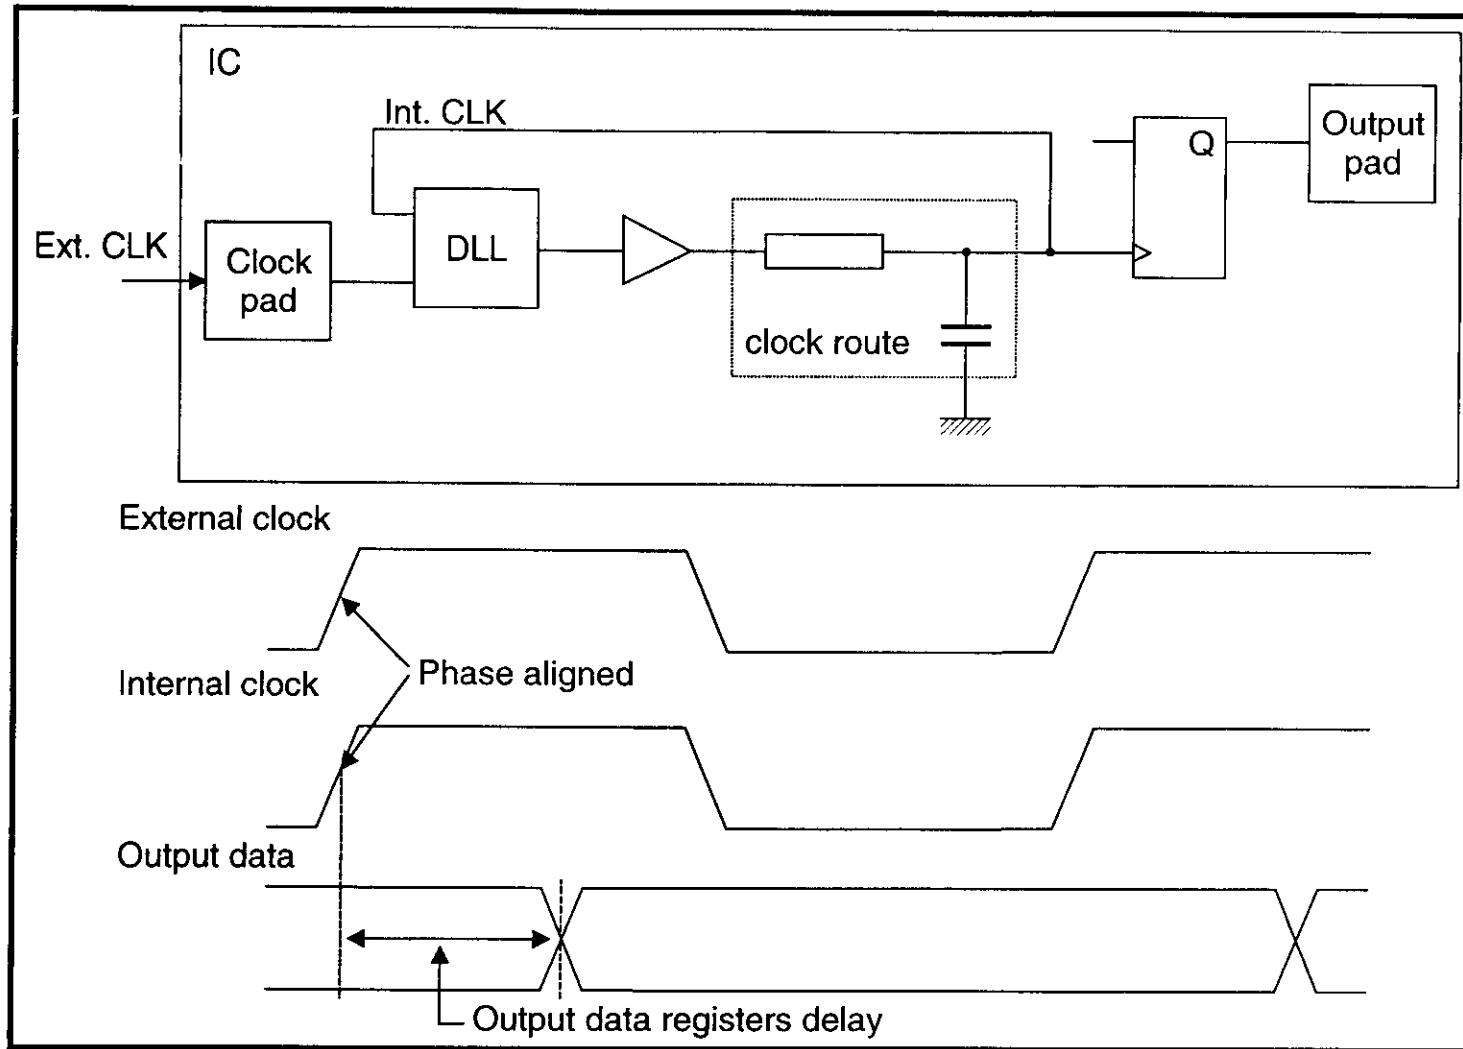 IC
Int. CLK
Q
Output
pad
Ext. CLK
Clock
pad
DLL
clock route
External clock
Phase aligned
Internal clock
Output data
Output data registers delay